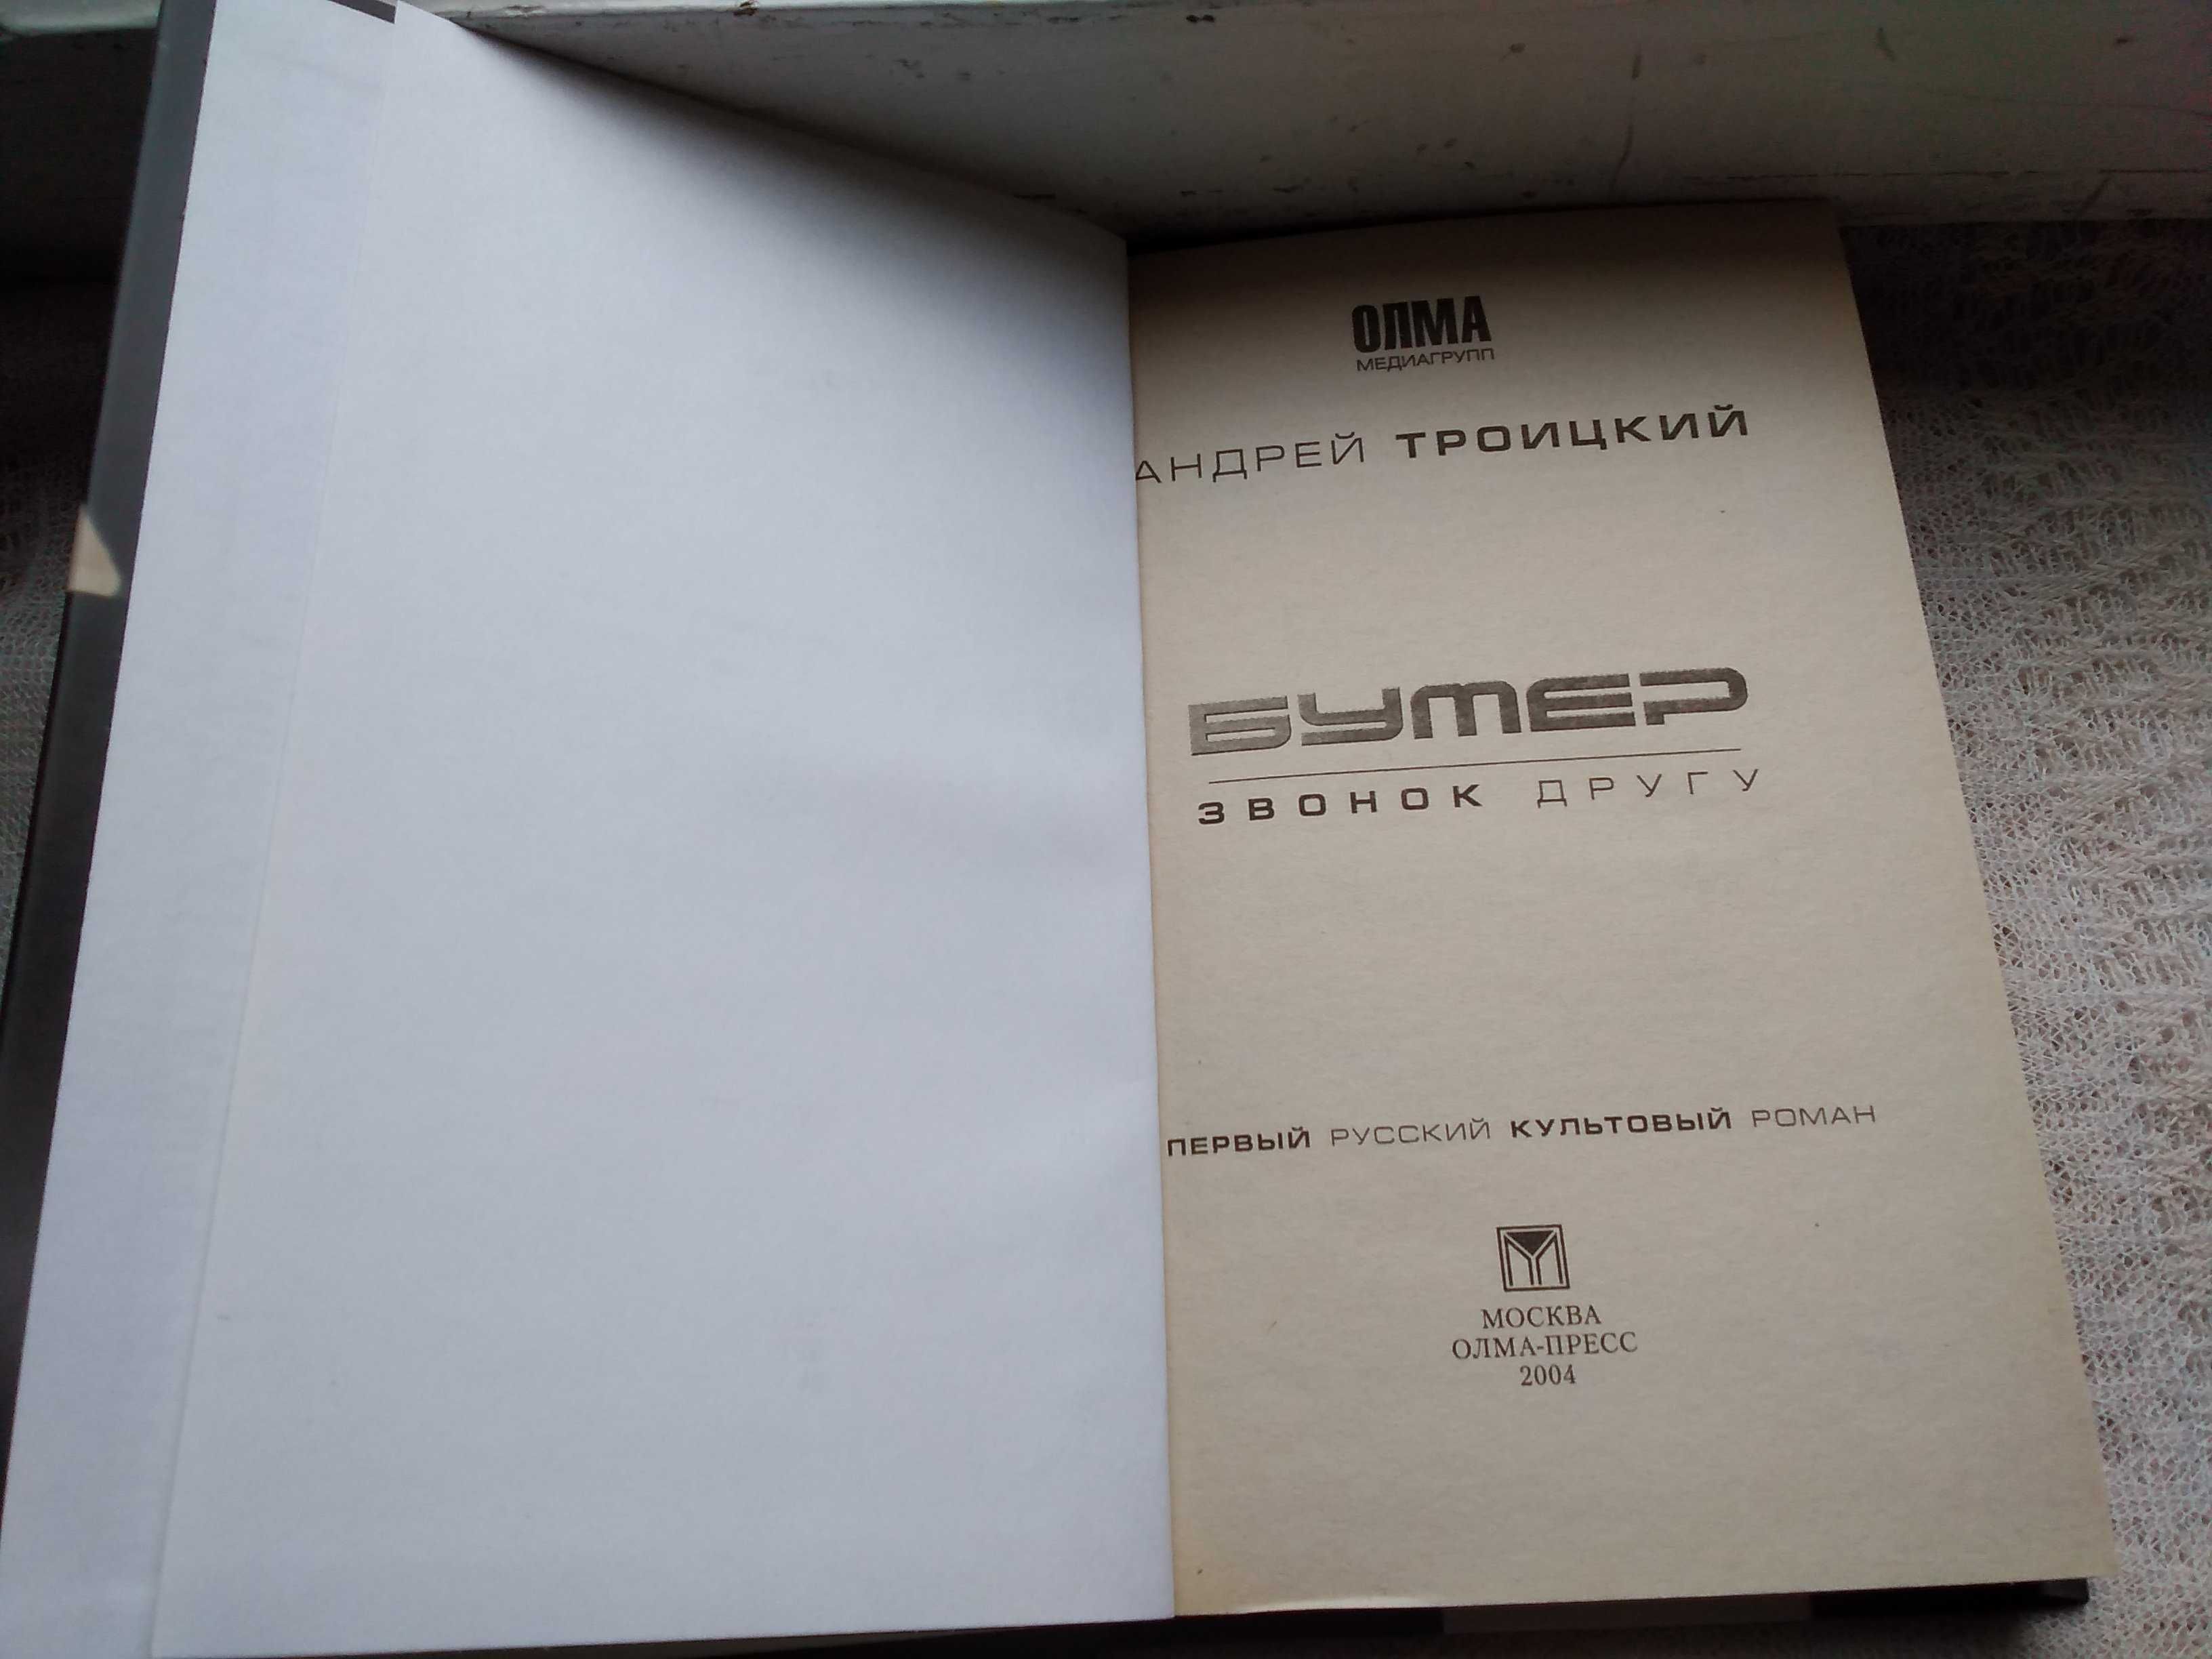 ОЛМА
МЕДИАГРУПП
АНДРЕЙ ТРОИЦКИЙ
БУМЕР
ЗВОНОК ДРУГУ
ПЕРВЫЙ РУССКИЙ КУЛЬТОВЫЙ РОМАН
МОСКВА
ОЛМА-ПРЕСС
2004